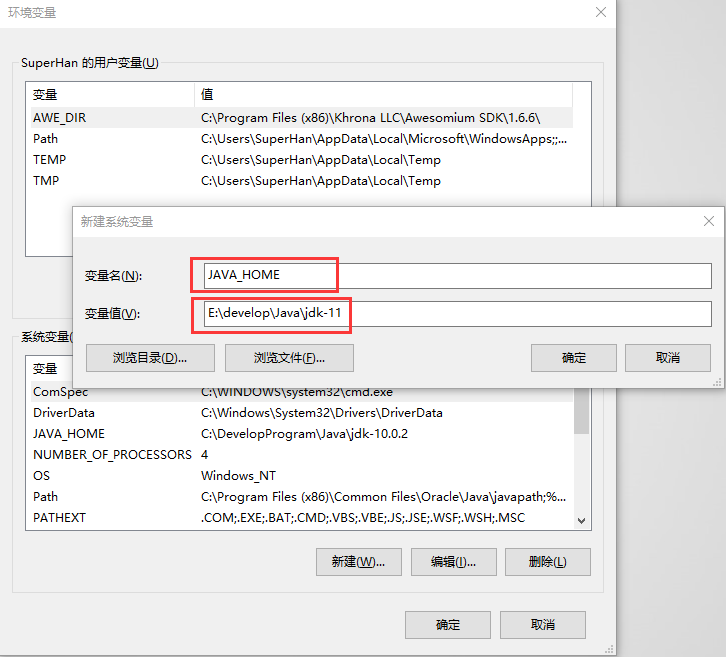 环境变量
SuperHan 的用户变量(U)
变量 值
AWE_DIR C:\Program Files (x86)\Khrona LLC\Awesomium SDK\1.6.6\
Path C:\Users\SuperHan\AppData\Local\Microsoft\WindowsApps;;...
TEMP C:\Users\SuperHan\AppData\Local\Temp
TMP C:\Users\SuperHan\AppData\Local\Temp
新建系统变量
变量名(N): JAVA_HOME
变量值(V): E:\develop\Java\jdk-11
浏览目录(D)... 浏览文件(F)... 确定 取消
系统变量(
变量
ComSpec C:\WINDOWS\system32\cmd.exe
DriverData C:\Windows\System32\Drivers\DriverData
JAVA_HOME C:\DevelopProgram\Java\jdk-10.0.2
NUMBER_OF_PROCESSORS 4
OS Windows_NT
Path C:\Program Files (x86)\Common Files\Oracle\Java\javapath;%...
PATHEXT .COM;.EXE;.BAT;.CMD;.VBS;.VBE;.JS;.JSE;.WSF;.WSH;.MSC
新建(W)... 编辑(I)... 删除(L)
确定 取消